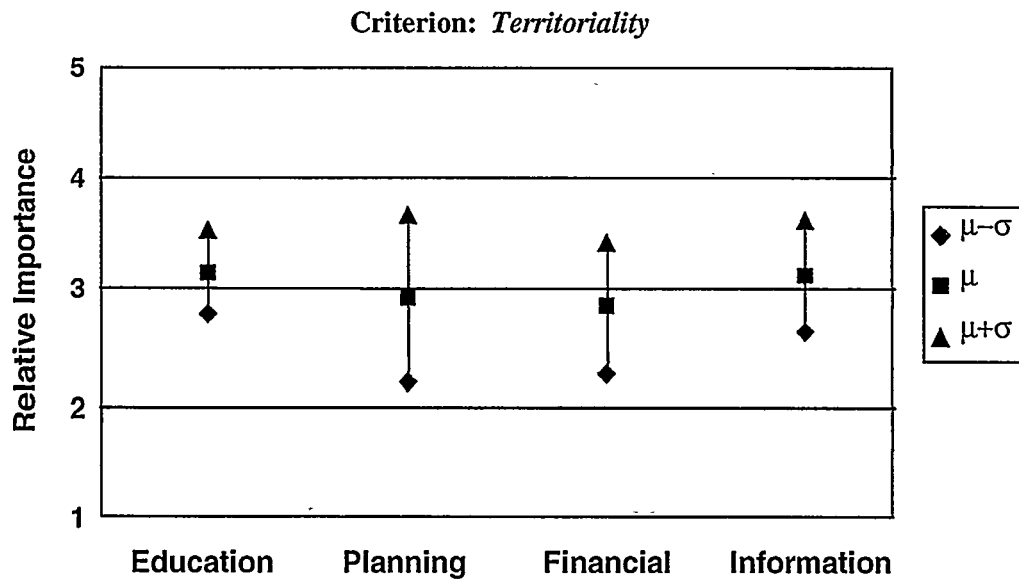 Criterion: Territoriality
5
4
3
2
1
Relative Importance
Education Planning Financial Information
μ−σ
μ
μ+σ